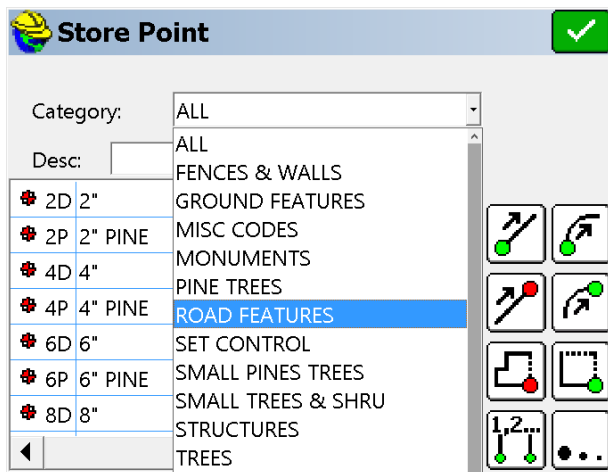 Store Point
Category:
ALL
Desc:
ALL
FENCES & WALLS
GROUND FEATURES
MISC CODES
MONUMENTS
PINE TREES
ROAD FEATURES
SET CONTROL
SMALL PINES TREES
SMALL TREES & SHRU
STRUCTURES
TREES
2D 2"
2P 2" PINE
4D 4"
4P 4" PINE
6D 6"
6P 6" PINE
8D 8"
1,2...